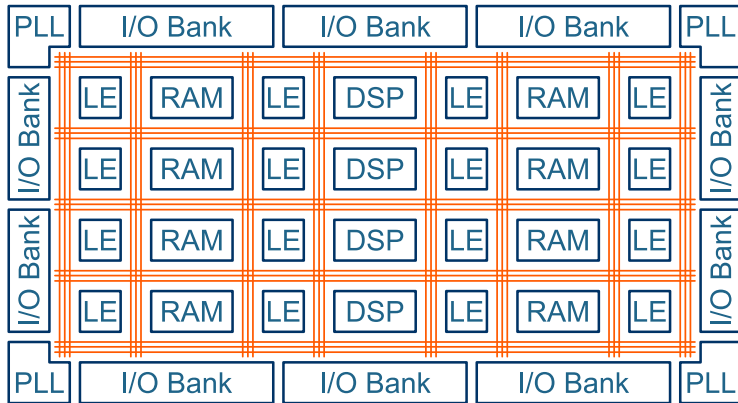 PLL I/O Bank I/O Bank I/O Bank PLL
I/O Bank LE RAM LE DSP LE RAM LE I/O Bank
LE RAM LE DSP LE RAM LE
I/O Bank LE RAM LE DSP LE RAM LE I/O Bank
LE RAM LE DSP LE RAM LE
PLL I/O Bank I/O Bank I/O Bank PLL